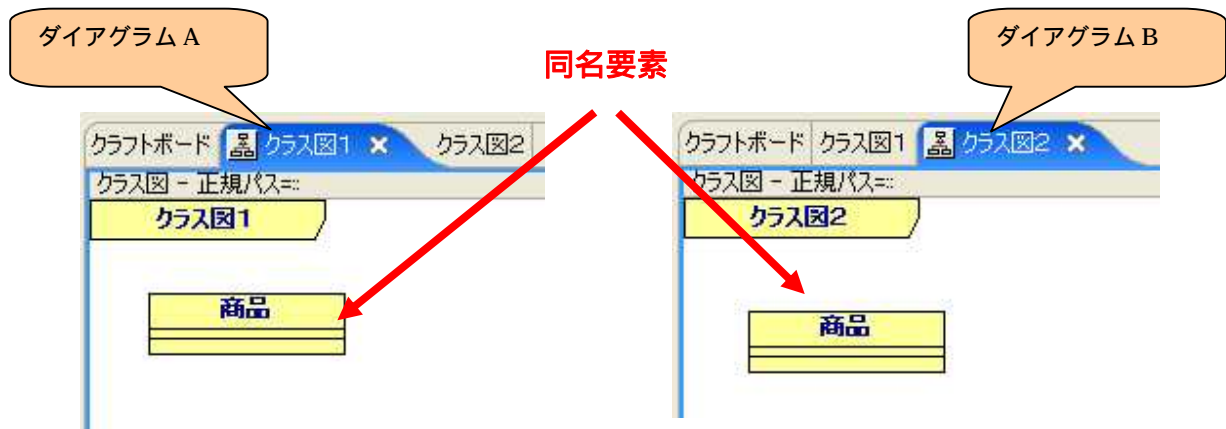 ダイアグラム A
ダイアグラム B
同名要素
クラフトボード クラス図1 × クラス図2
クラス図 - 正規パス=::
クラス図1
商品
クラフトボード クラス図1 クラス図2 ×
クラス図 - 正規パス=::
クラス図2
商品